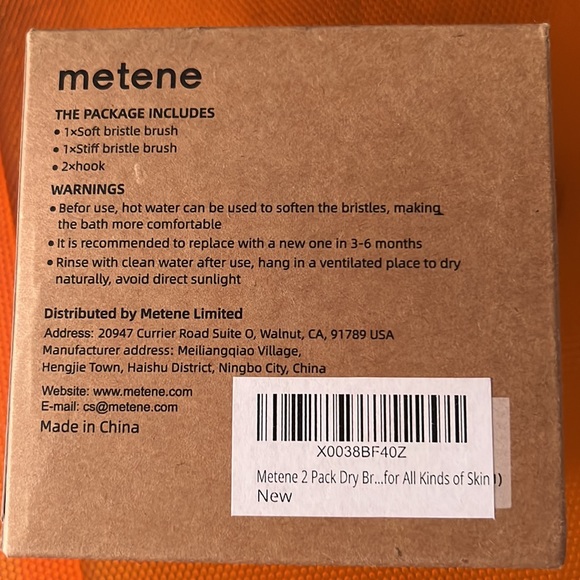 metene
THE PACKAGE INCLUDES
• 1×Soft bristle brush
• 1×Stiff bristle brush
• 2×hook
WARNINGS
• Befor use, hot water can be used to soften the bristles, making
the bath more comfortable
• It is recommended to replace with a new one in 3-6 months
• Rinse with clean water after use, hang in a ventilated place to dry
naturally, avoid direct sunlight
Distributed by Metene Limited
Address: 20947 Currier Road Suite O, Walnut, CA, 91789 USA
Manufacturer address: Meiliangqiao Village,
Hengjie Town, Haishu District, Ningbo City, China
Website: www.metene.com
E-mail: cs@metene.com
Made in China
X0038BF40Z
Metene 2 Pack Dry Br...for All Kinds of Skin
New